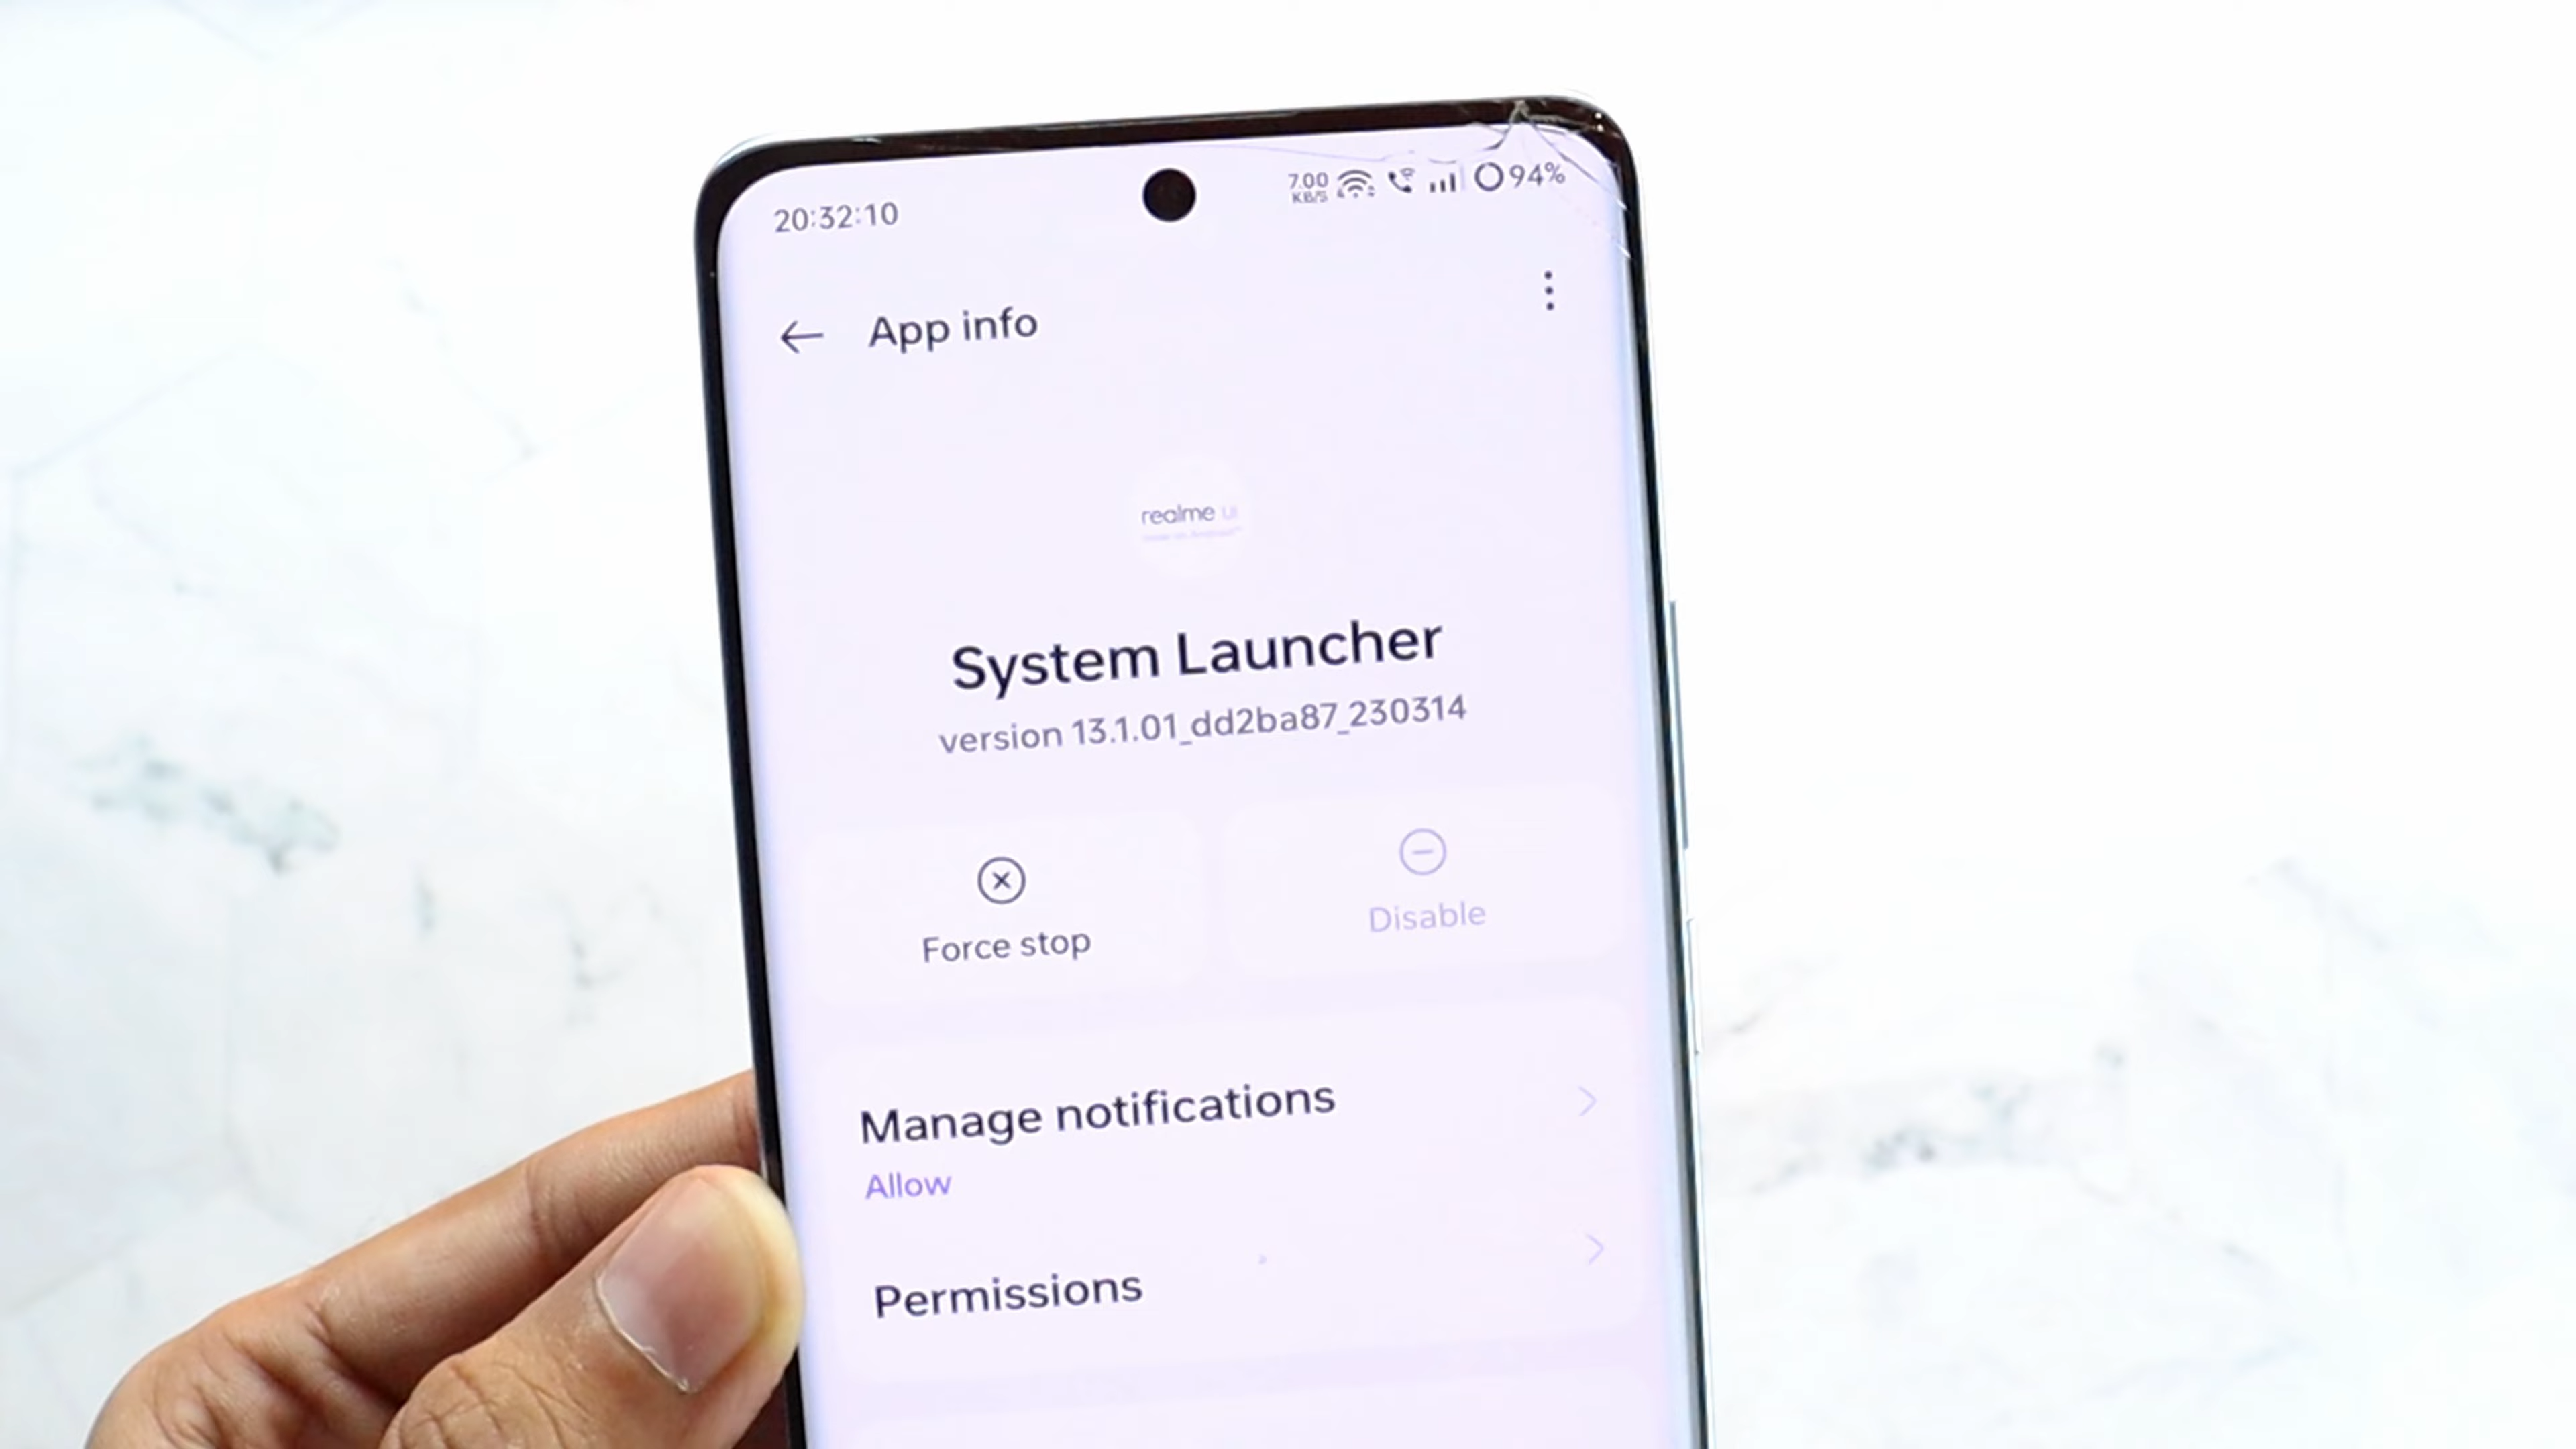 20:32:10
7.00
KB/S
94%
App info
realme UI
System Launcher
version 13.1.01_dd2ba87_230314
Force stop
Disable
Manage notifications
Allow
Permissions